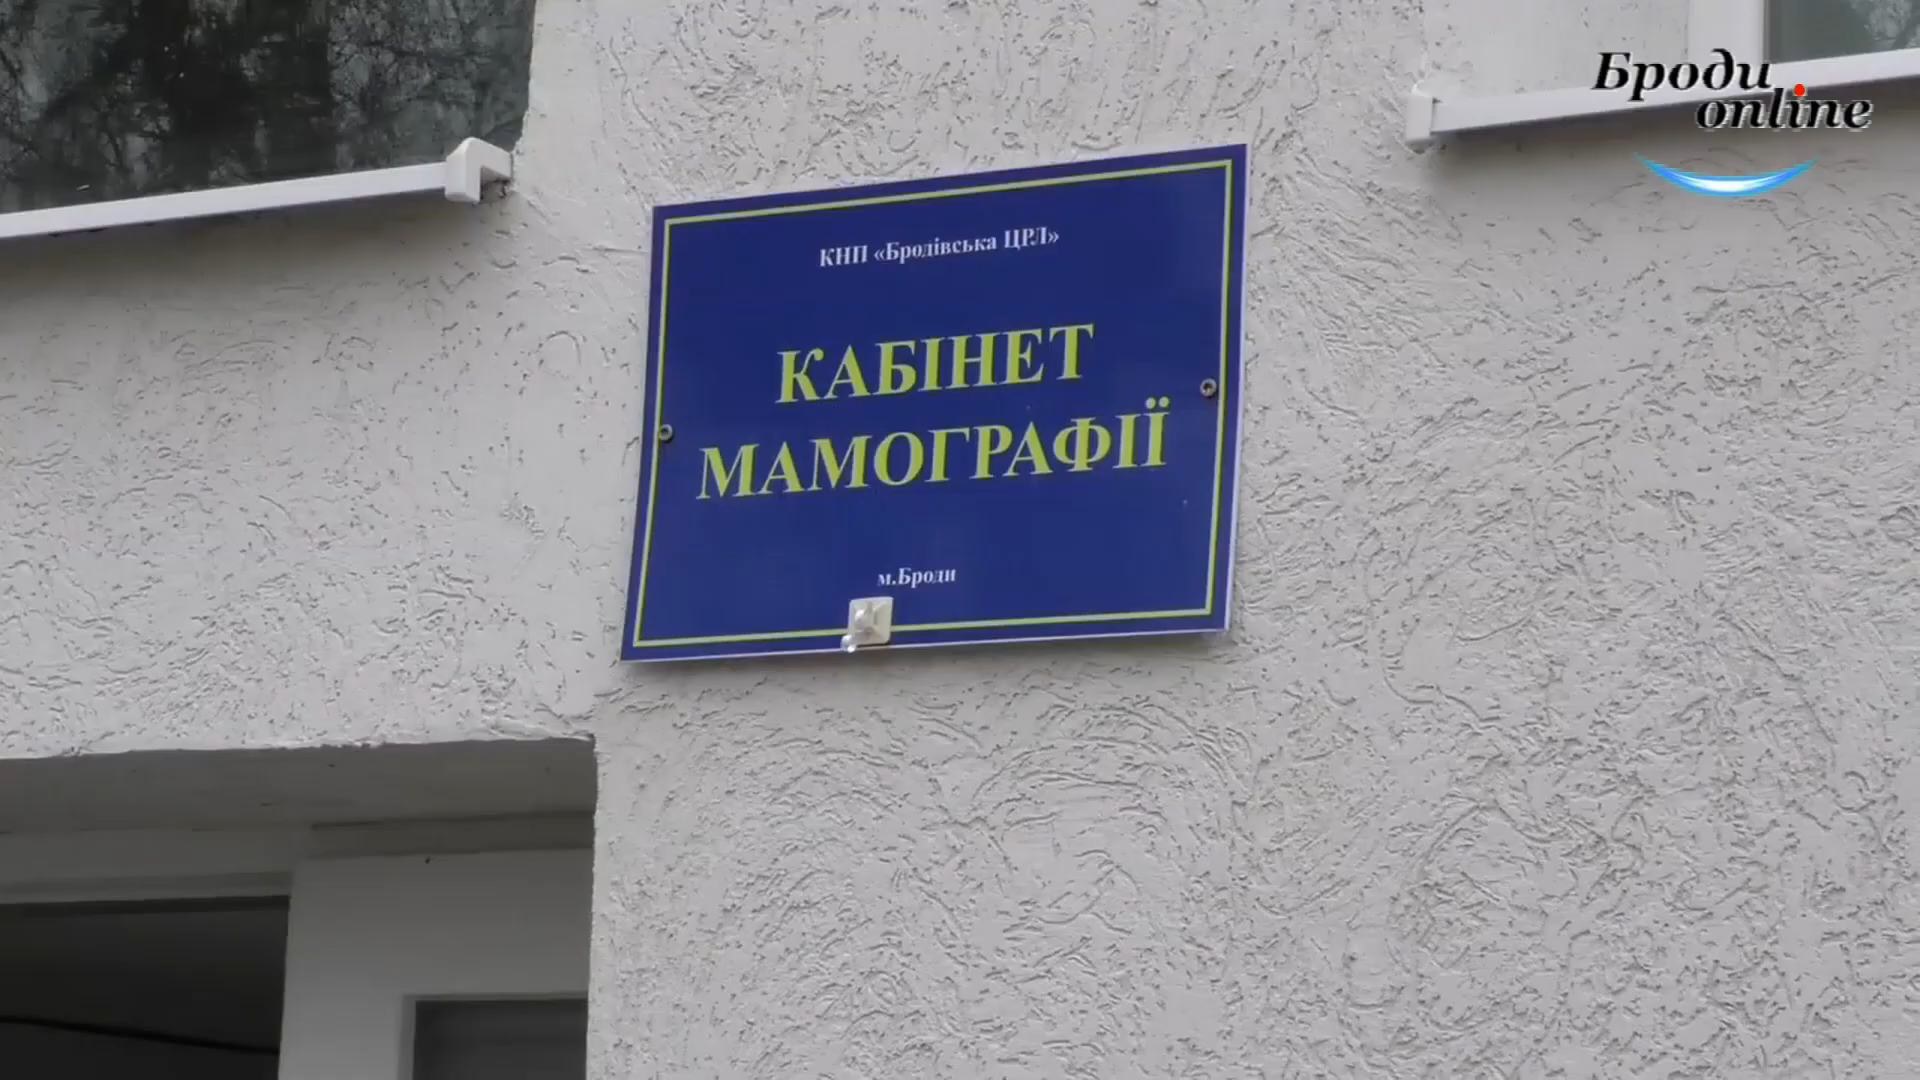 Броди
online
КНП «Бродівська ЦРЛ»
КАБІНЕТ
МАМОГРАФІЇ
м.Броди